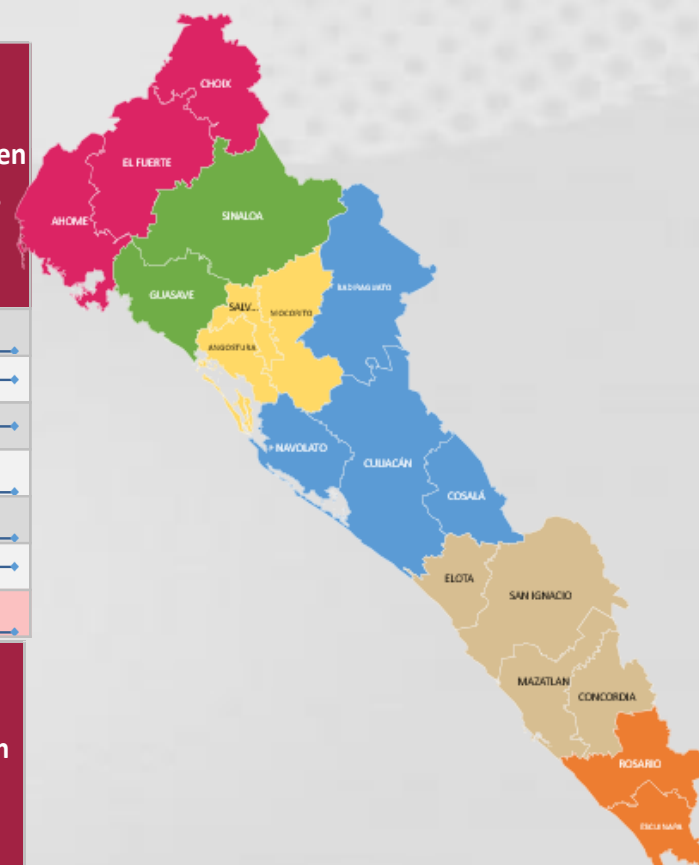 CHOIX
en
EL FUERTE
AHOME
SINALOA
GUASAVE
BADIRAGUATO
SALV...
MOCORITO
ANGOSTURA
NAVOLATO
CULIACÁN
COSALÁ
ELOTA
SAN IGNACIO
MAZATLAN
CONCORDIA
n
ROSARIO
ESCUINAPA